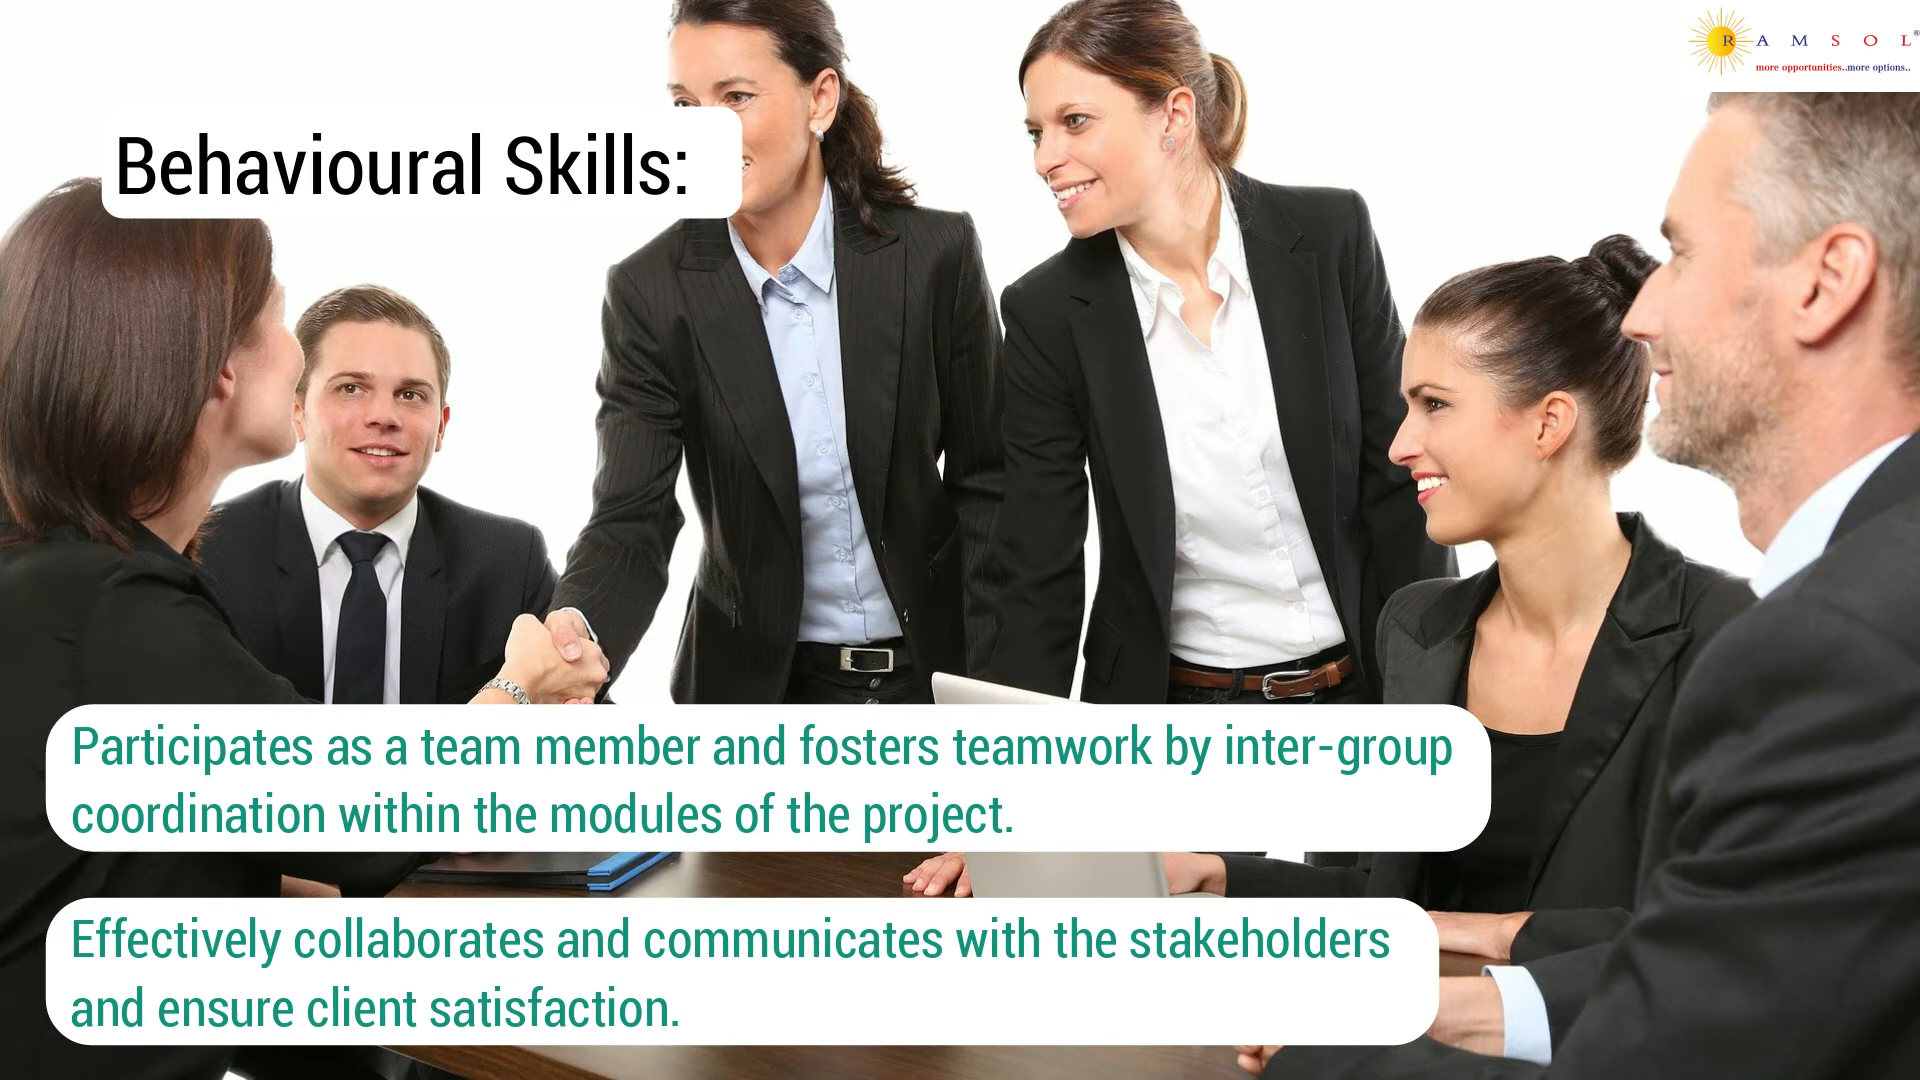 RAMSOL®
more opportunities..more options..
Behavioural Skills:
Participates as a team member and fosters teamwork by inter-group
coordination within the modules of the project.
Effectively collaborates and communicates with the stakeholders
and ensure client satisfaction.